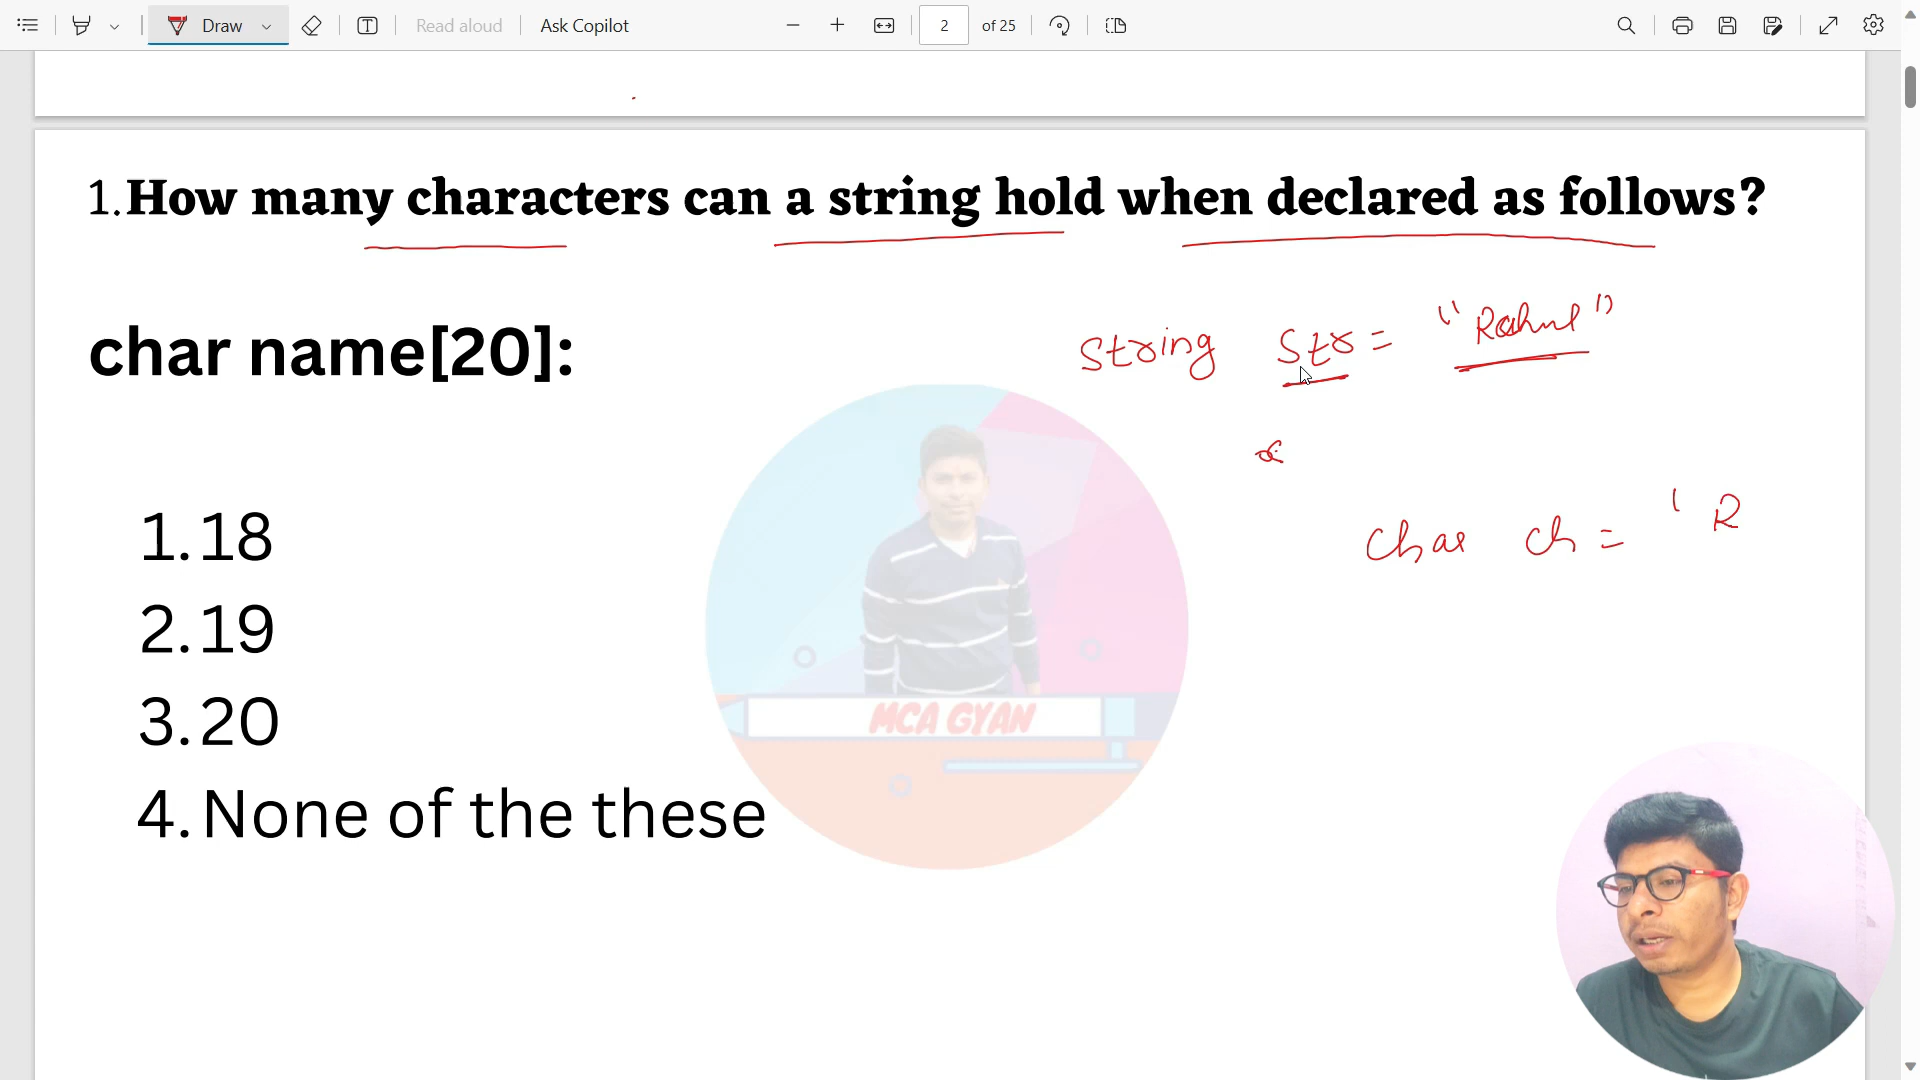 Draw
Read aloud
Ask Copilot
2
of 25
1.How many characters can a string hold when declared as follows?
String Str = "Rahul"
char name[20]:
char ch = ' R
1.18
2.19
3.20
4.None of the these
MCA GYAN